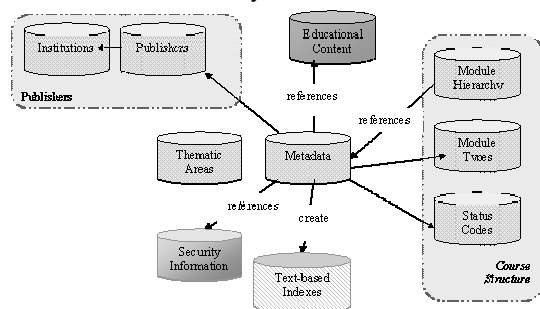 Educational
Content
Institutions
Publishers
Publishers
references
references
Module
Hierarchy
Thematic
Areas
Metadata
Module
Types
references
create
Status
Codes
Security
Information
Text-based
Indexes
Course
Structure